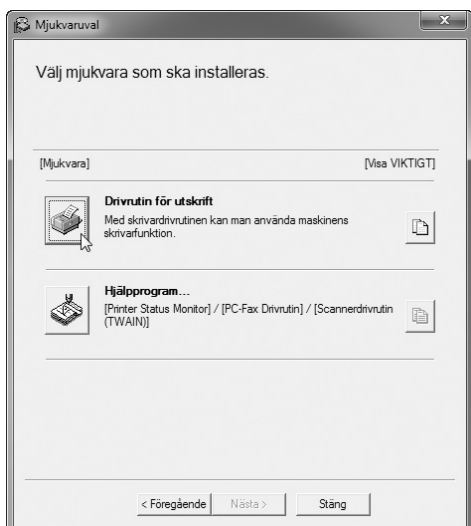 Mjukvaruval
Välj mjukvara som ska installeras.
[Mjukvara] [Visa VIKTIGT]
Drivrutin för utskrift
Med skrivardrivrutinen kan man använda maskinens
skrivarfunktion.
Hjälpprogram...
[Printer Status Monitor] / [PC-Fax Drivrutin] / [Scannerdrivrutin
(TWAIN)]
< Föregående Nästa > Stäng